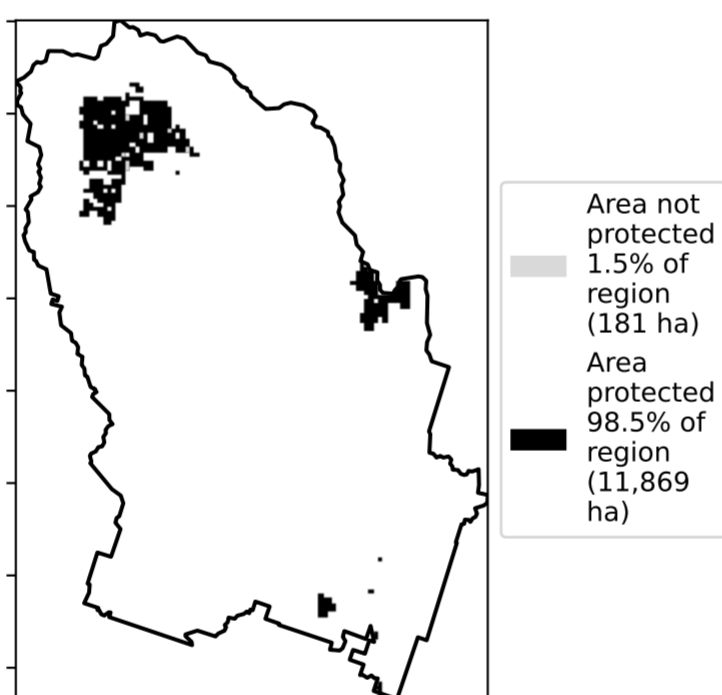 Area not
protected
1.5% of
region
(181 ha)
Area
protected
98.5% of
region
(11,869
ha)